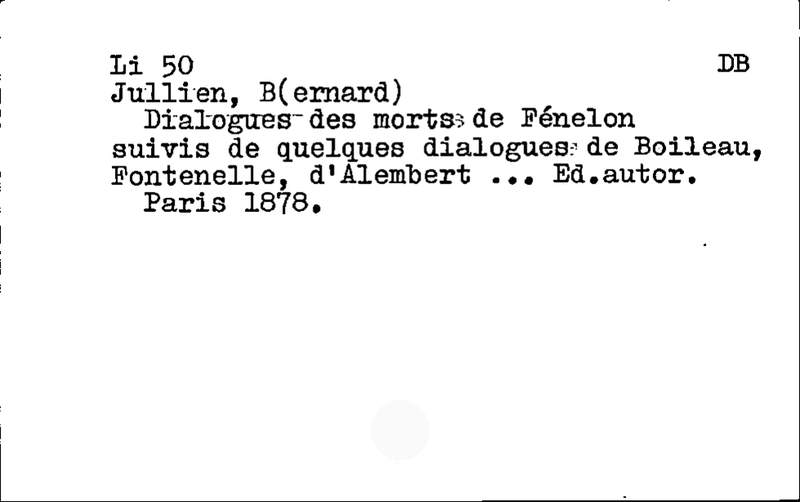 Li 50 DB
Jullien, B(ernard)
Dialogues des morts de Fénelon
suivis de quelques dialogues de Boileau,
Fontenelle, d'Alembert ... Ed.autor.
Paris 1878.